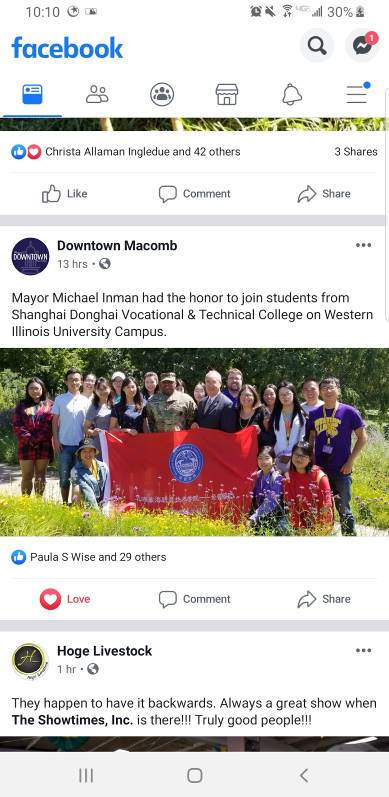 10:10 30%
facebook
1
Christa Allaman Ingledue and 42 others 3 Shares
Like Comment Share
DOWNTOWN
Downtown Macomb
13 hrs
Mayor Michael Inman had the honor to join students from
Shanghai Donghai Vocational & Technical College on Western
Illinois University Campus.
Paula S Wise and 29 others
Love Comment Share
Hoge Livestock
1 hr
They happen to have it backwards. Always a great show when
The Showtimes, Inc. is there!!! Truly good people!!!